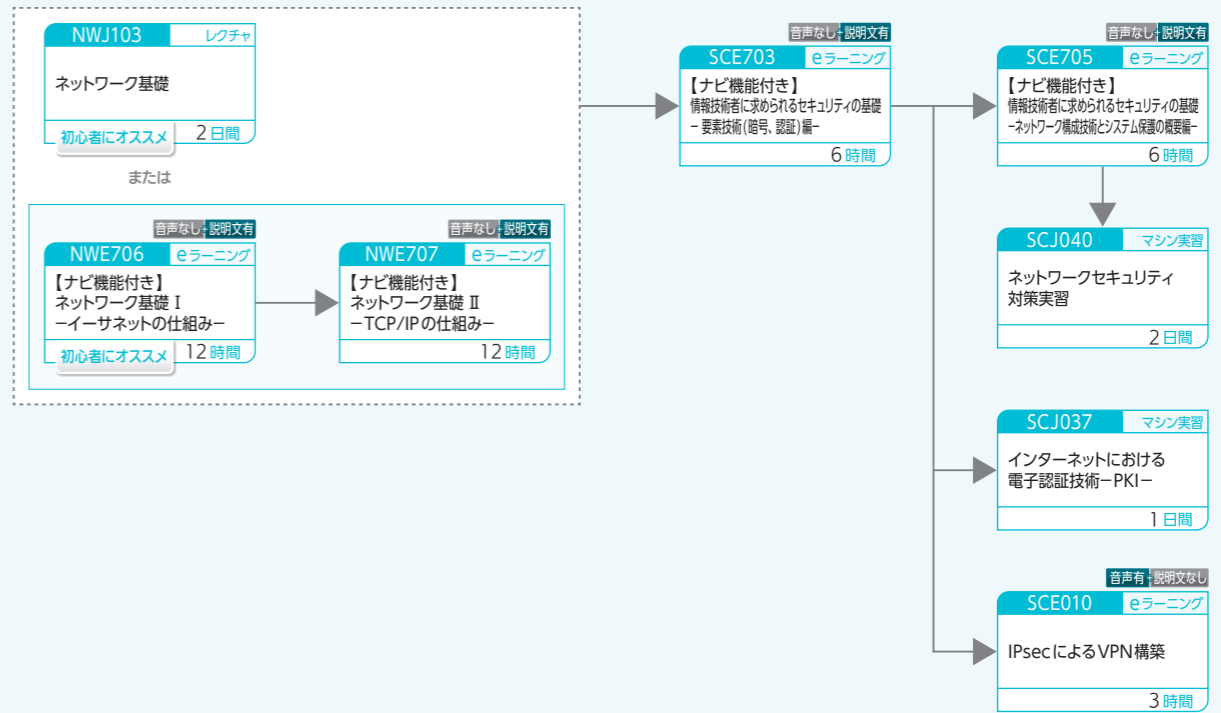 NWJ103 レクチャ
ネットワーク基礎
初心者にオススメ 2日間
または
音声なし+説明文有
NWE706 eラーニング
【ナビ機能付き】
ネットワーク基礎 Ⅰ
−イーサネットの仕組み−
初心者にオススメ 12時間
音声なし+説明文有
NWE707 eラーニング
【ナビ機能付き】
ネットワーク基礎 Ⅱ
−TCP/IPの仕組み−
12時間
音声なし+説明文有
SCE703 eラーニング
【ナビ機能付き】
情報技術者に求められるセキュリティの基礎
−要素技術(暗号、認証)編−
6時間
音声なし+説明文有
SCE705 eラーニング
【ナビ機能付き】
情報技術者に求められるセキュリティの基礎
−ネットワーク構成技術とシステム保護の概要編−
6時間
SCJ040 マシン実習
ネットワークセキュリティ
対策実習
2日間
SCJ037 マシン実習
インターネットにおける
電子認証技術−PKI−
1日間
音声有+説明文なし
SCE010 eラーニング
IPsecによるVPN構築
3時間